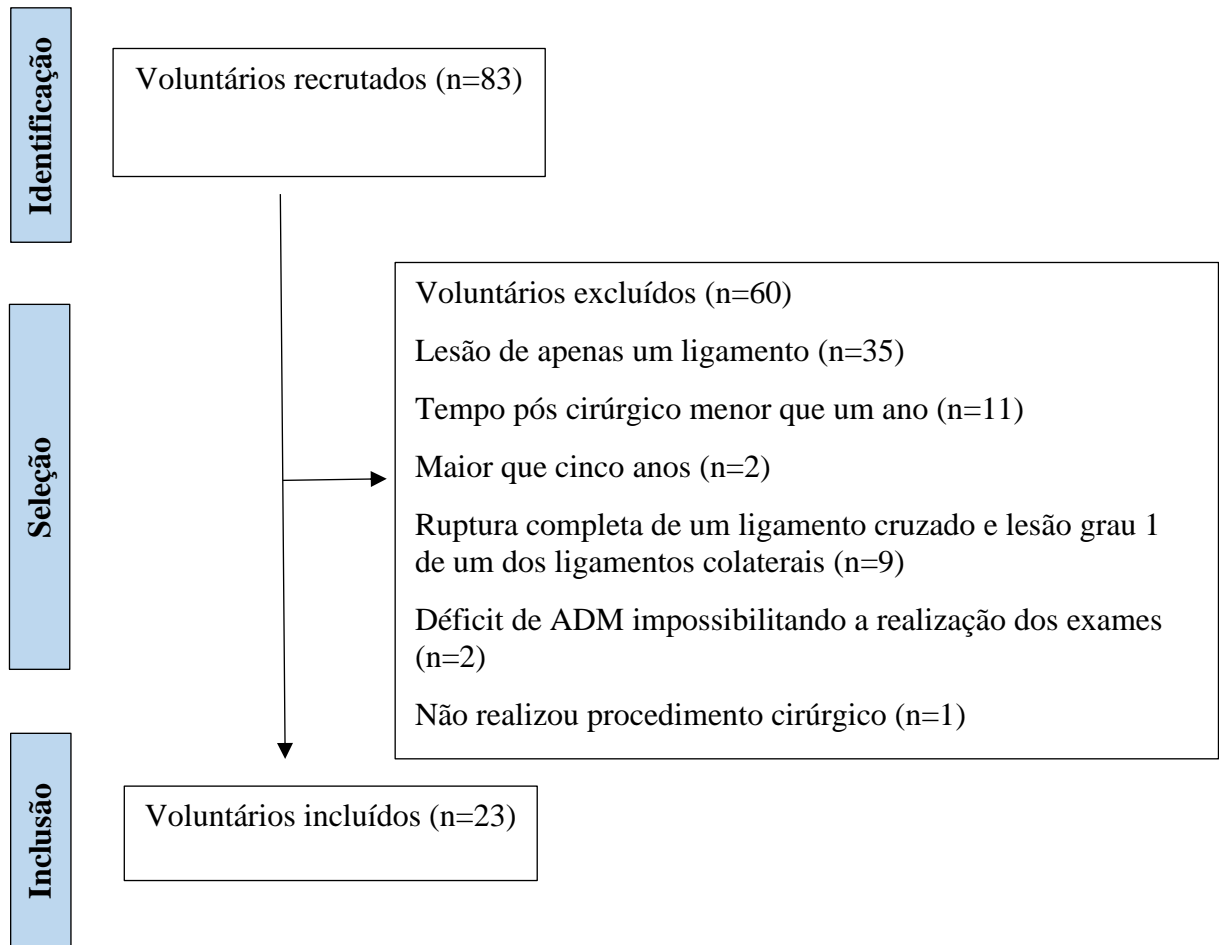 Identificação
Voluntários recrutados (n=83)
Seleção
Voluntários excluídos (n=60)
Lesão de apenas um ligamento (n=35)
Tempo pós cirúrgico menor que um ano (n=11)
Maior que cinco anos (n=2)
Ruptura completa de um ligamento cruzado e lesão grau 1
de um dos ligamentos colaterais (n=9)
Déficit de ADM impossibilitando a realização dos exames
(n=2)
Não realizou procedimento cirúrgico (n=1)
Inclusão
Voluntários incluídos (n=23)